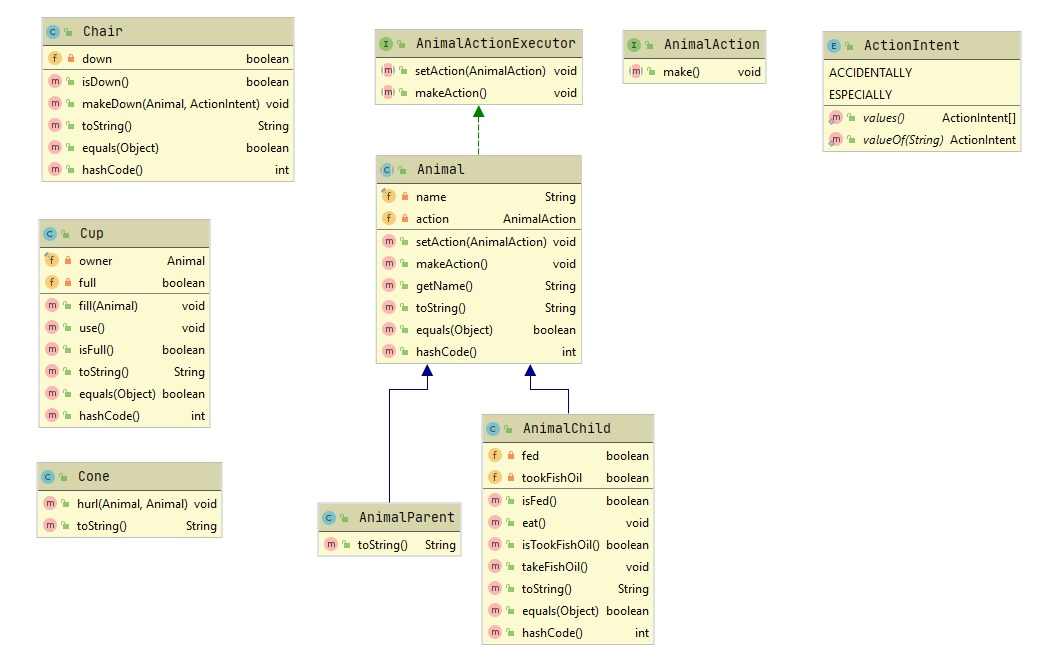 Chair
down boolean
isDown() boolean
makeDown(Animal, ActionIntent) void
toString() String
equals(Object) boolean
hashCode() int
Cup
owner Animal
full boolean
fill(Animal) void
use() void
isFull() boolean
toString() String
equals(Object) boolean
hashCode() int
Cone
hurl(Animal, Animal) void
toString() String
AnimalActionExecutor
setAction(AnimalAction) void
makeAction() void
Animal
name String
action AnimalAction
setAction(AnimalAction) void
makeAction() void
getName() String
toString() String
equals(Object) boolean
hashCode() int
AnimalParent
toString() String
AnimalChild
fed boolean
tookFishOil boolean
isFed() boolean
eat() void
isTookFishOil() boolean
takeFishOil() void
toString() String
equals(Object) boolean
hashCode() int
AnimalAction
make() void
ActionIntent
ACCIDENTALLY
ESPECIALLY
values() ActionIntent[]
valueOf(String) ActionIntent